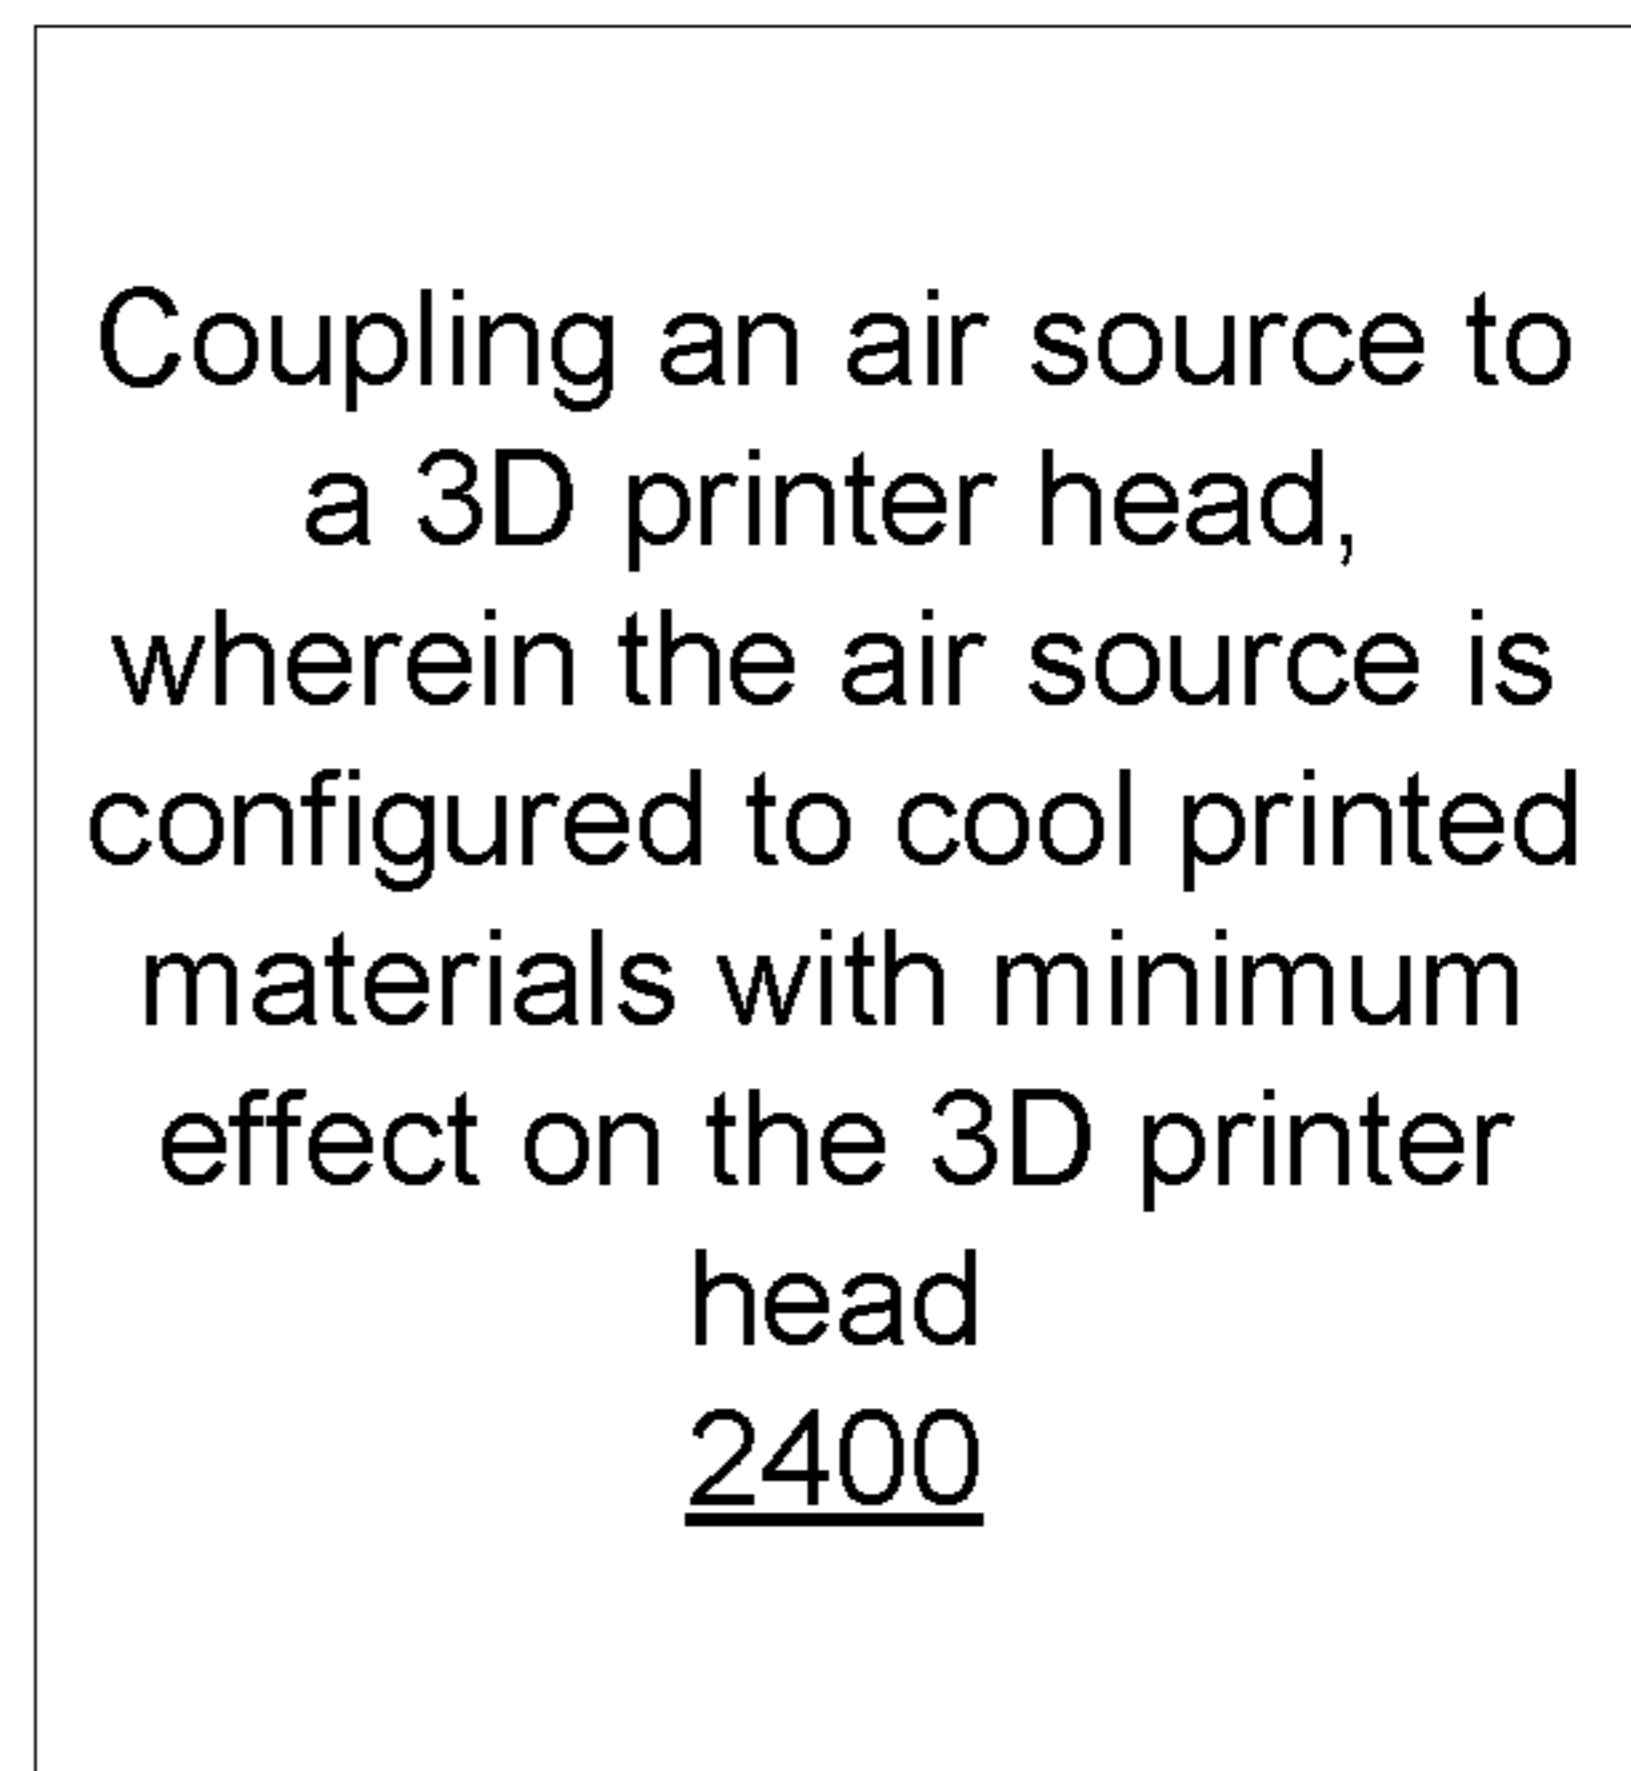 Coupling an air source to
a 3D printer head,
wherein the air source is
configured to cool printed
materials with minimum
effect on the 3D printer
head
2400